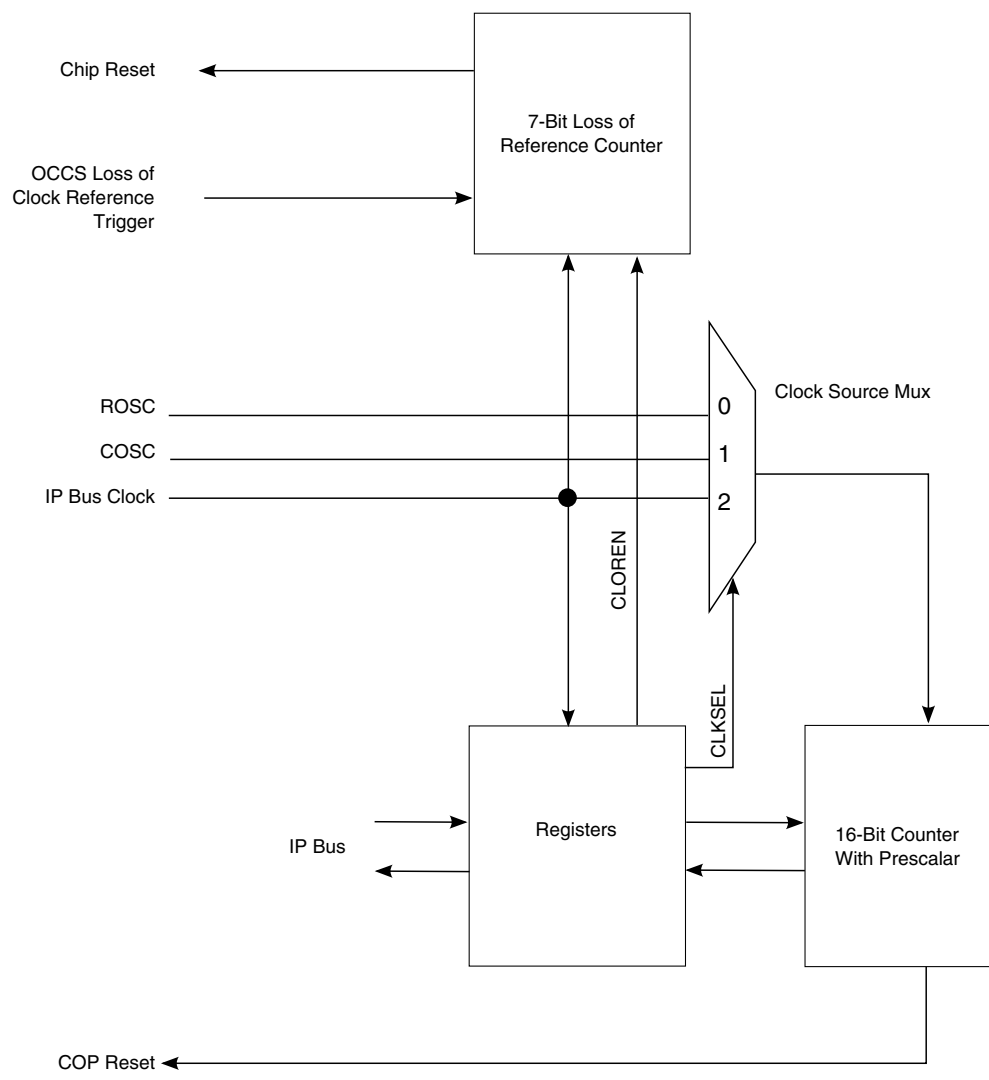 Chip Reset
7-Bit Loss of
Reference Counter
OCCS Loss of
Clock Reference
Trigger
Clock Source Mux
ROSC
0
COSC
1
IP Bus Clock
2
CLOREN
CLKSEL
Registers
16-Bit Counter
With Prescalar
IP Bus
COP Reset